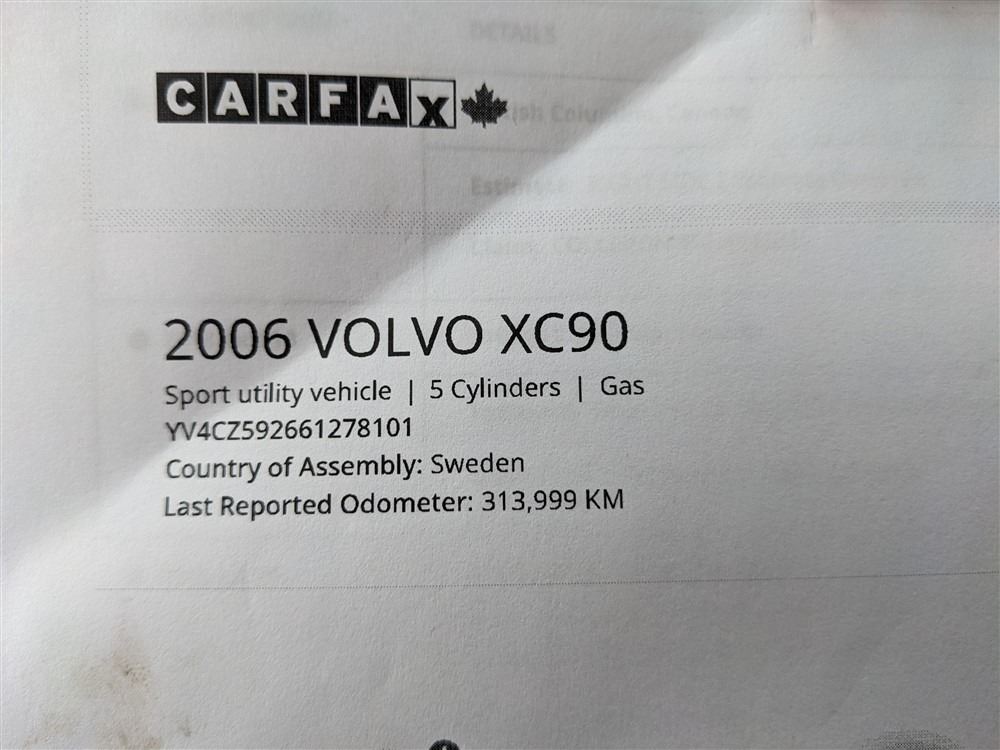 DETAILS
CARFAX
2006 VOLVO XC90
Sport utility vehicle | 5 Cylinders | Gas
YV4CZ592661278101
Country of Assembly: Sweden
Last Reported Odometer: 313,999 KM